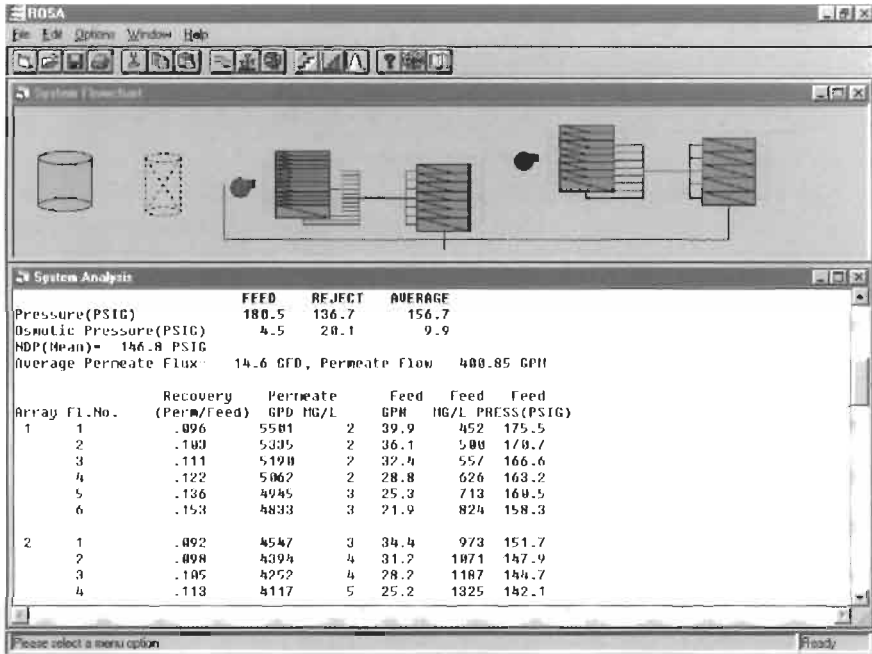 ROSA
File Edit Options Window Help
System Flowchart
System Analysis
FEED REJECT AVERAGE
Pressure(PSIG) 180.5 136.7 156.7
Osmotic Pressure(PSIG) 4.5 20.1 9.9
NDP(Mean)= 146.8 PSIG
Average Permeate Flux= 14.6 GFD, Permeate Flow 400.85 GPM
Recovery Permeate Feed Feed Feed
Array El.No. (Perm/Feed) GPD MG/L GPM MG/L PRESS(PSIG)
1 1 .096 5501 2 39.9 452 175.5
2 .103 5335 2 36.1 500 170.7
3 .111 5190 2 32.4 557 166.6
4 .122 5062 2 28.8 626 163.2
5 .136 4945 3 25.3 713 160.5
6 .153 4833 3 21.9 824 158.3
2 1 .092 4547 3 34.4 973 151.7
2 .098 4394 4 31.2 1071 147.9
3 .105 4252 4 28.2 1187 144.7
4 .113 4117 5 25.2 1325 142.1
Please select a menu option Ready